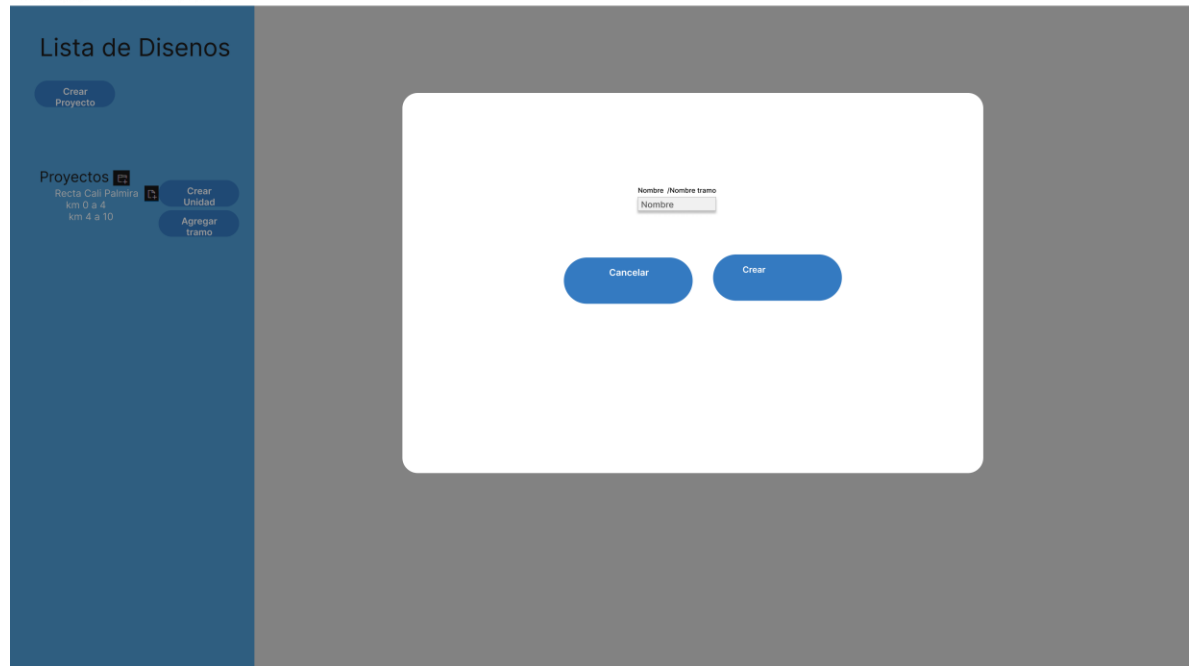 Lista de Disenos
Crear
Proyecto
Proyectos
Recta Cali Palmira
km 0 a 4
km 4 a 10
Crear
Unidad
Agregar
tramo
Nombre /Nombre tramo
Nombre
Cancelar
Crear